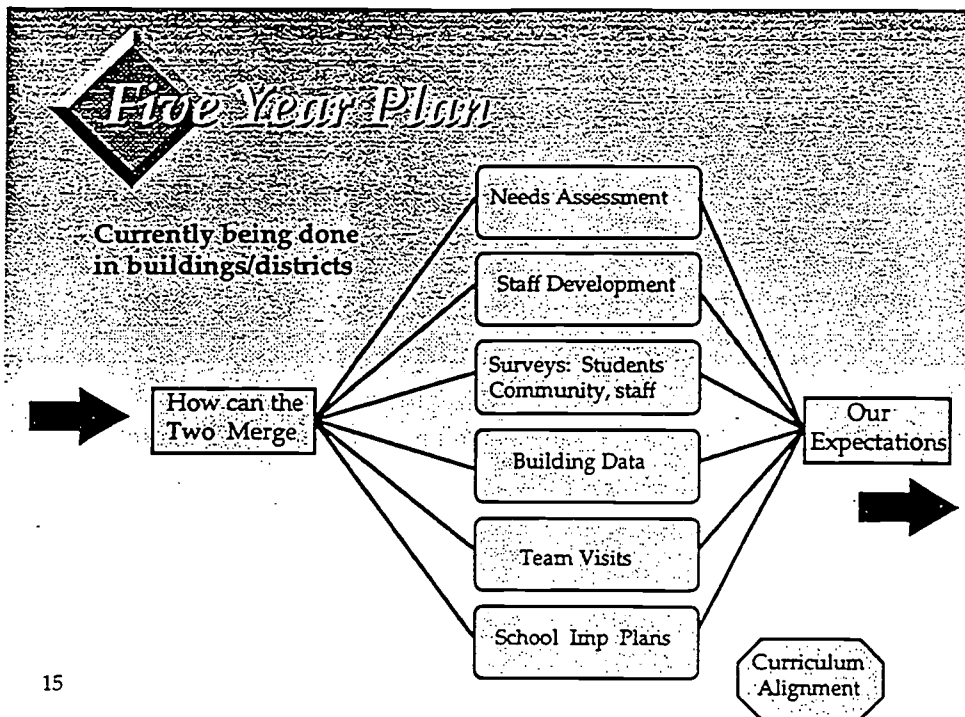 Five Year Plan
Currently being done
in buildings/districts
How can the
Two Merge
Needs Assessment
Staff Development
Surveys: Students
Community, staff
Building Data
Team Visits
School Imp Plans
Our
Expectations
Curriculum
Alignment
15